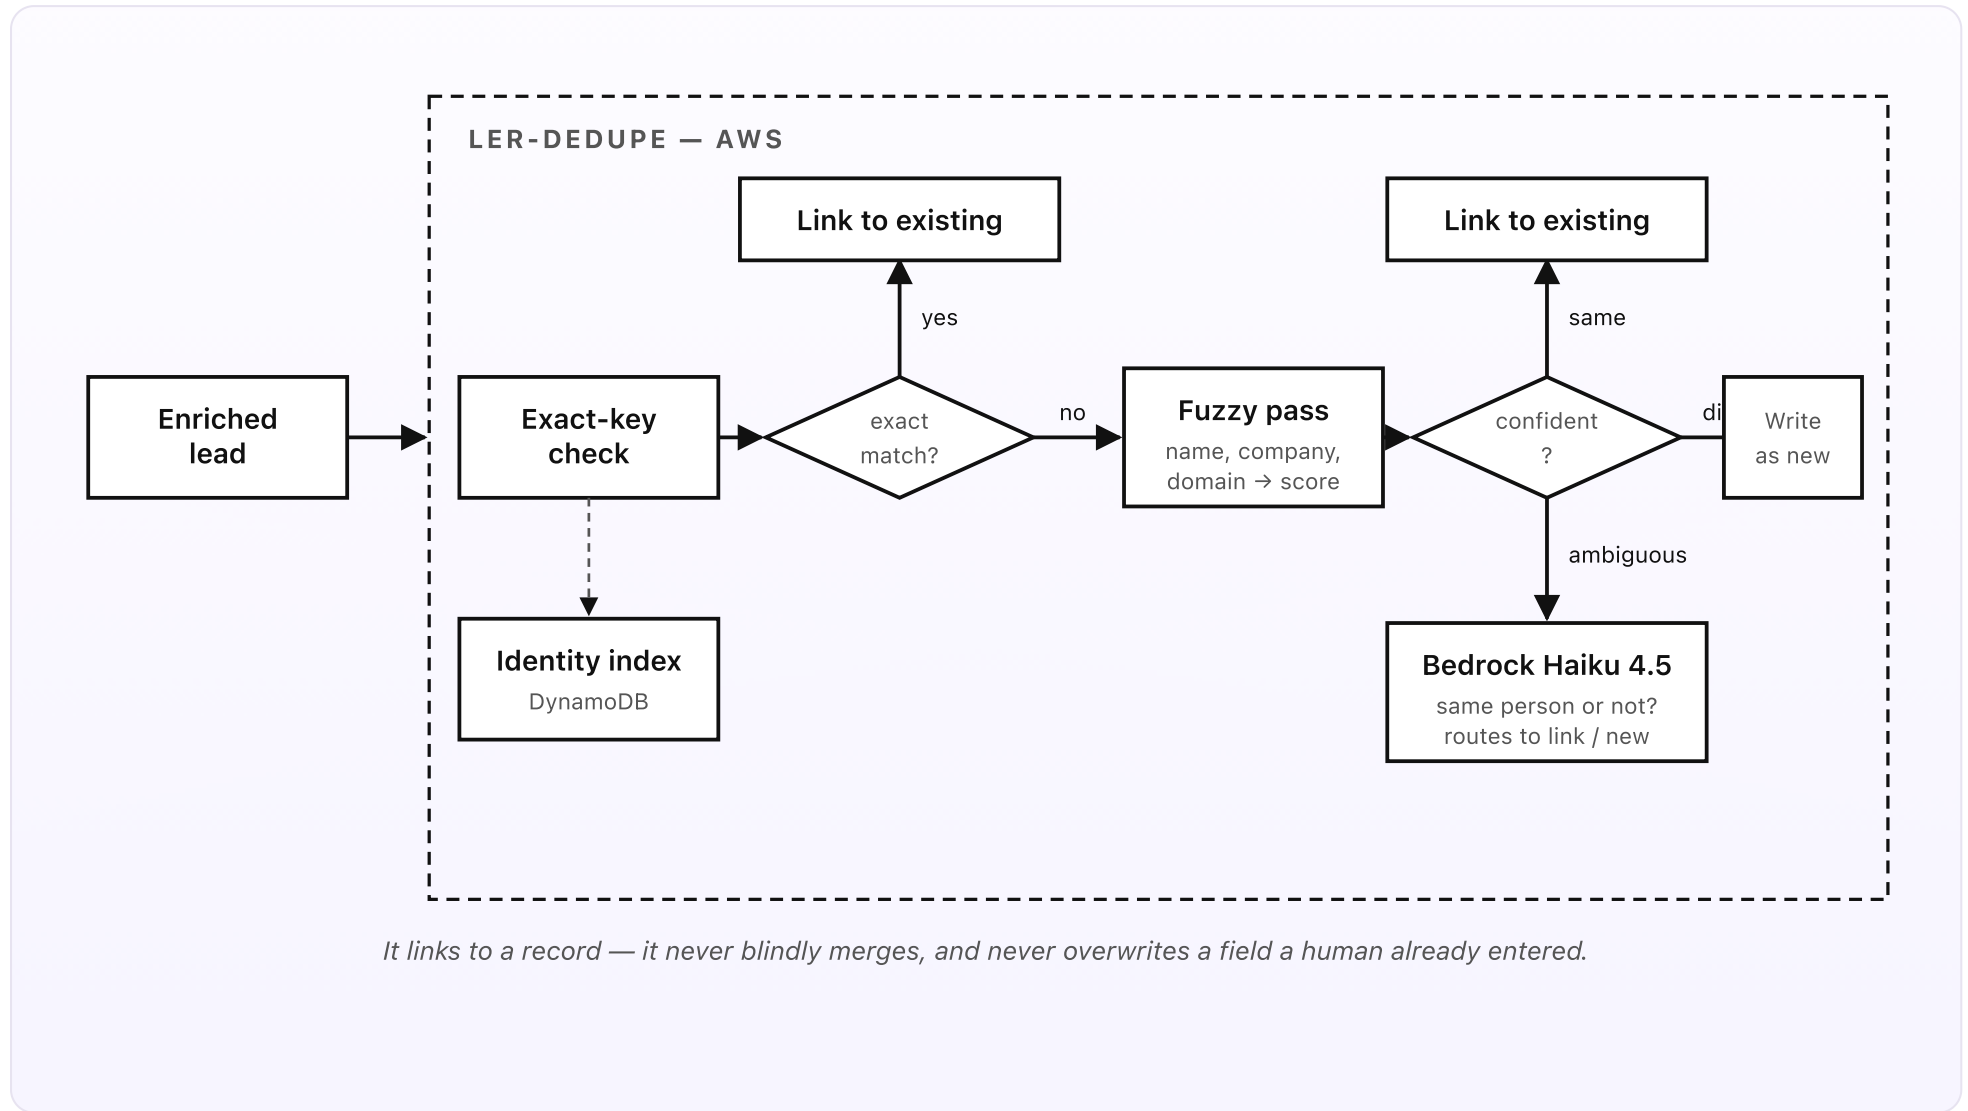 LER-DEDUPE — AWS
Link to existing
Link to existing
yes
same
Enriched
lead
Exact-key
check
exact
match?
no
Fuzzy pass
name, company,
domain → score
confident
?
Write
as new
ambiguous
Identity index
DynamoDB
Bedrock Haiku 4.5
same person or not?
routes to link / new
It links to a record — it never blindly merges, and never overwrites a field a human already entered.